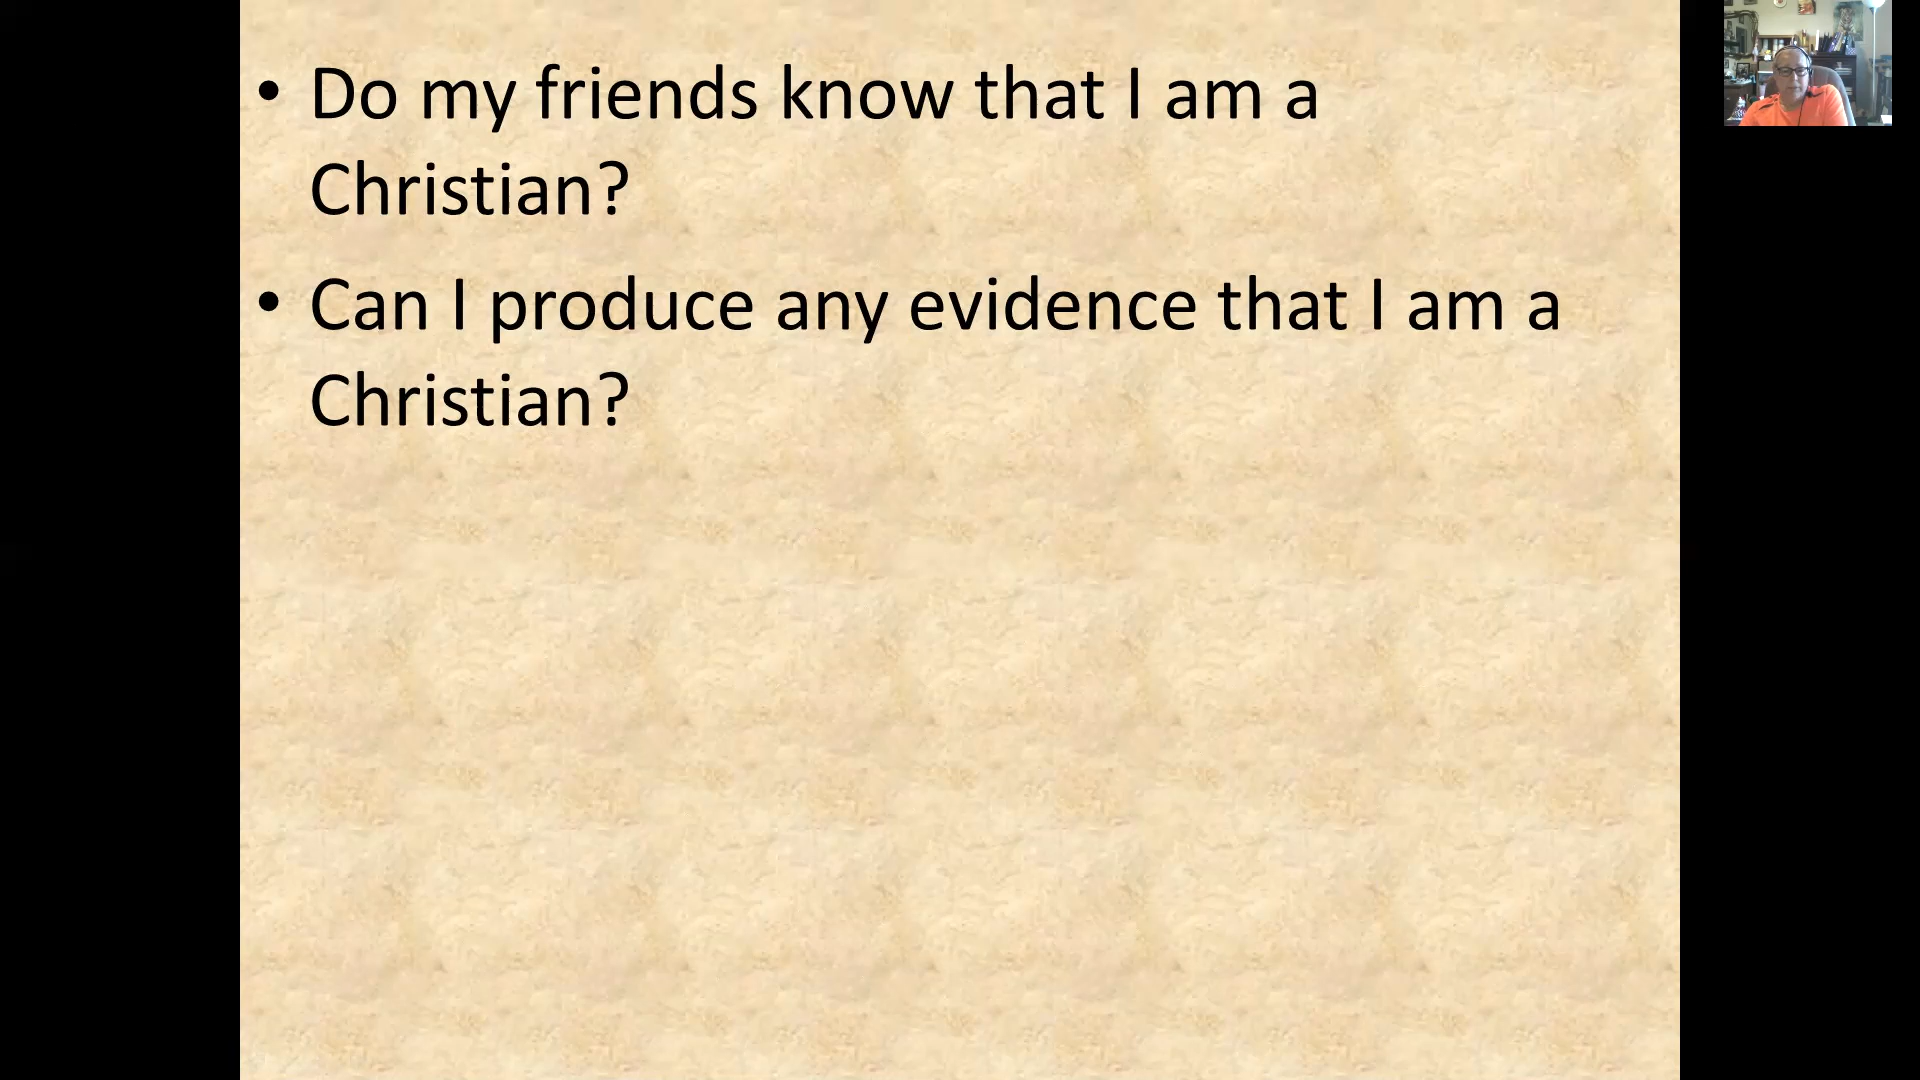 • Do my friends know that I am a
Christian?
• Can I produce any evidence that I am a
Christian?